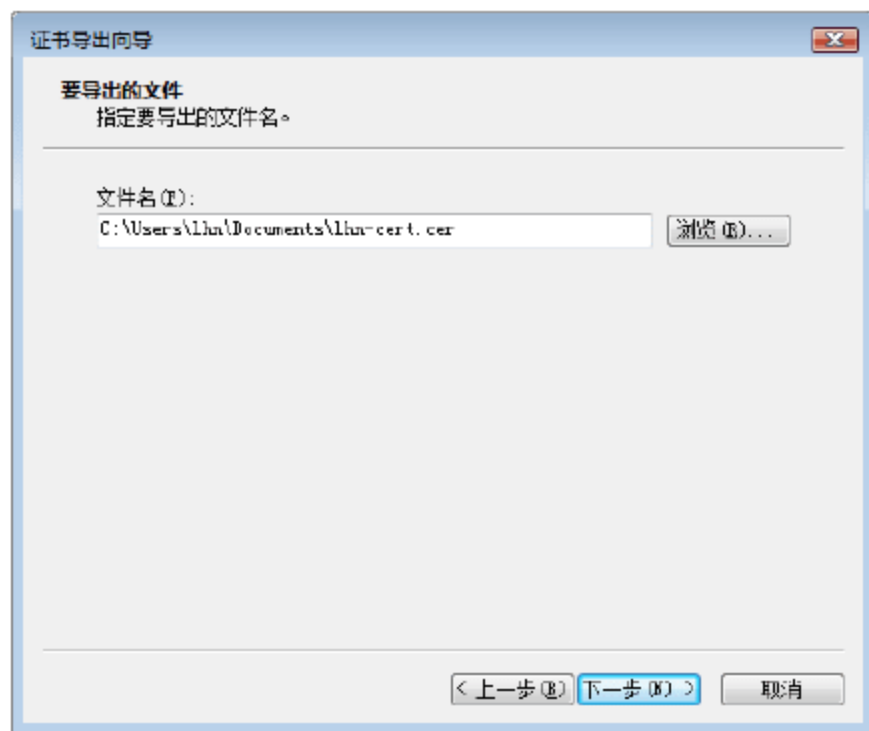 证书导出向导
要导出的文件
指定要导出的文件名。
文件名(F):
C:\Users\lhn\Documents\lhn-cert.cer
浏览(R)...
< 上一步(B)
下一步(N) >
取消